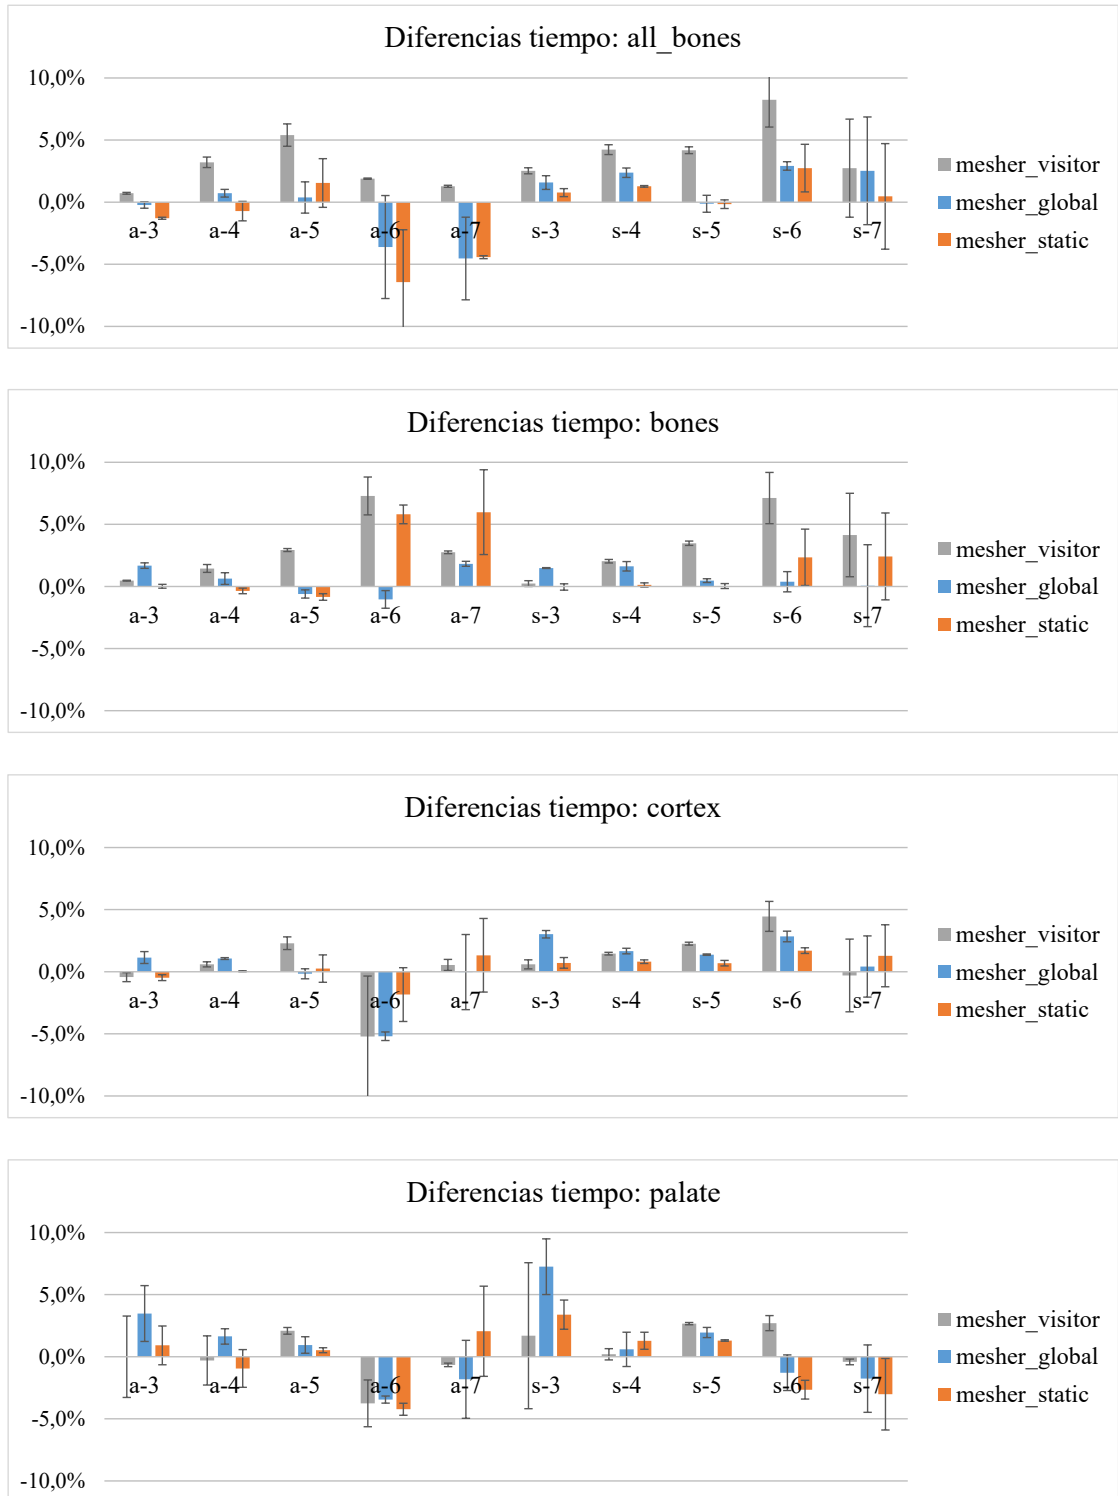 Diferencias tiempo: all_bones
10,0%
5,0%
0,0%
-5,0%
-10,0%
a-3 a-4 a-5 a-6 a-7 s-3 s-4 s-5 s-6 s-7
mesher_visitor
mesher_global
mesher_static
Diferencias tiempo: bones
10,0%
5,0%
0,0%
-5,0%
-10,0%
a-3 a-4 a-5 a-6 a-7 s-3 s-4 s-5 s-6 s-7
mesher_visitor
mesher_global
mesher_static
Diferencias tiempo: cortex
10,0%
5,0%
0,0%
-5,0%
-10,0%
a-3 a-4 a-5 a-6 a-7 s-3 s-4 s-5 s-6 s-7
mesher_visitor
mesher_global
mesher_static
Diferencias tiempo: palate
10,0%
5,0%
0,0%
-5,0%
-10,0%
a-3 a-4 a-5 a-6 a-7 s-3 s-4 s-5 s-6 s-7
mesher_visitor
mesher_global
mesher_static